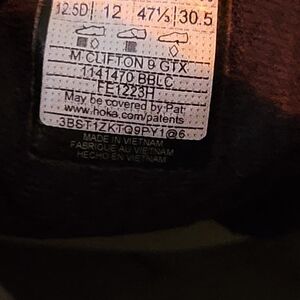 12.5D 12 47⅓ 30.5
M CLIFTON 9 GTX
1141470 BBLC
FE1223H
May be covered by Pat.
www.hoka.com/patents
3BST1ZKTQ9PY1@6
MADE IN VIETNAM
FABRIQUÉ AU VIETNAM
HECHO EN VIETNAM